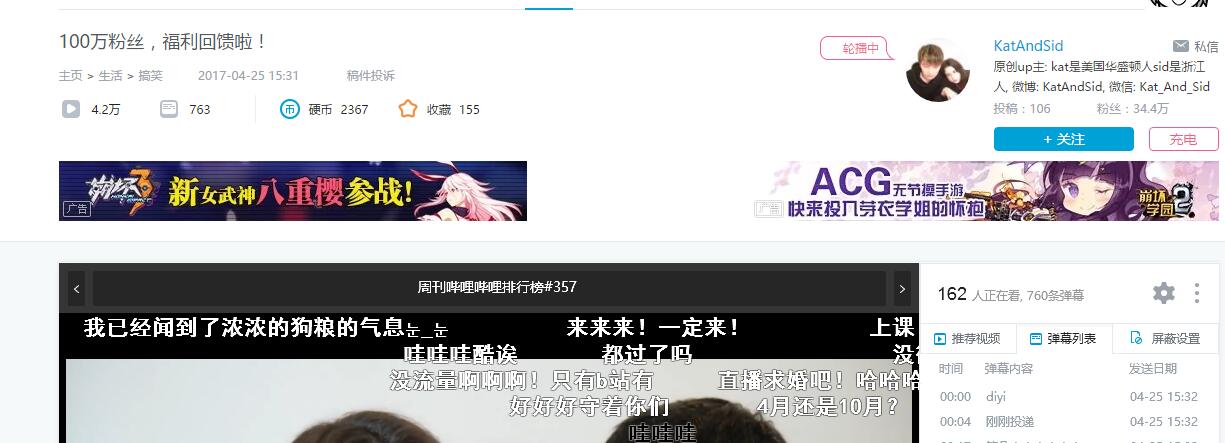 100万粉丝，福利回馈啦！
主页 > 生活 > 搞笑 2017-04-25 15:31 稿件投诉
4.2万 763 硬币 2367 收藏 155
轮播中
KatAndSid 私信
原创up主: kat是美国华盛顿人sid是浙江
人, 微博: KatAndSid, 微信: Kat_And_Sid
投稿：106 粉丝：34.4万
+ 关注 充电
崩坏3 新女武神八重樱参战！
广告
ACG无节操手游
快来投入芽衣学姐的怀抱
崩坏学园2
广告
< 周刊哔哩哔哩排行榜#357 >
我已经闻到了浓浓的狗粮的气息눈_눈 来来来！一定来！ 上课
哇哇哇酷诶 都过了吗
没流量啊啊啊！只有b站有 直播求婚吧！哈哈哈
好好好守着你们 4月还是10月？
哇哇哇
162 人正在看, 760条弹幕
推荐视频 弹幕列表 屏蔽设置
时间 弹幕内容 发送日期
00:00 diyi 04-25 15:32
00:04 刚刚投递 04-25 15:32